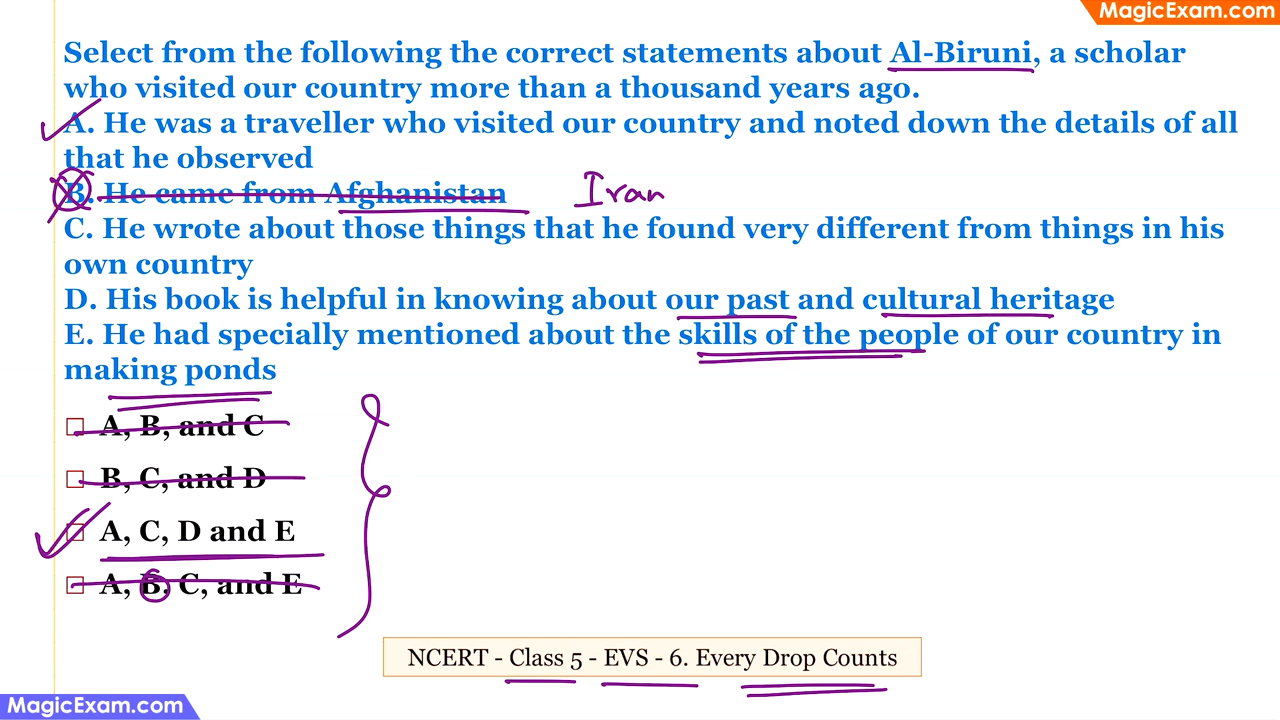 MagicExam.com
Select from the following the correct statements about Al-Biruni, a scholar
who visited our country more than a thousand years ago.
A. He was a traveller who visited our country and noted down the details of all
that he observed
B. He came from Afghanistan Iran
C. He wrote about those things that he found very different from things in his
own country
D. His book is helpful in knowing about our past and cultural heritage
E. He had specially mentioned about the skills of the people of our country in
making ponds
A, B, and C
B, C, and D
A, C, D and E
A, B. C, and E
NCERT - Class 5 - EVS - 6. Every Drop Counts
MagicExam.com